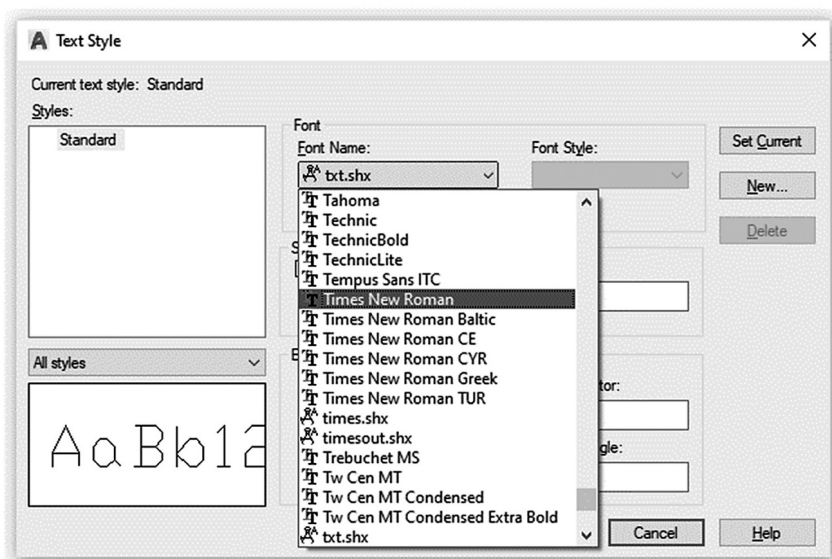 Text Style
Current text style: Standard
Styles:
Standard
All styles
AaBb12
Font
Font Name:
txt.shx
Font Style:
Tahoma
Technic
TechnicBold
TechnicLite
Tempus Sans ITC
Times New Roman
Times New Roman Baltic
Times New Roman CE
Times New Roman CYR
Times New Roman Greek
Times New Roman TUR
times.shx
timesout.shx
Trebuchet MS
Tw Cen MT
Tw Cen MT Condensed
Tw Cen MT Condensed Extra Bold
txt.shx
tor:
gle:
Set Current
New...
Delete
Cancel
Help